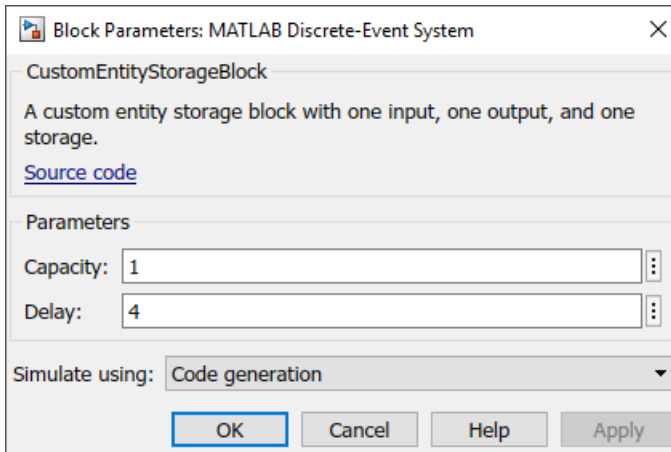 Block Parameters: MATLAB Discrete-Event System
CustomEntityStorageBlock
A custom entity storage block with one input, one output, and one
storage.
Source code
Parameters
Capacity: 1
Delay: 4
Simulate using: Code generation
OK Cancel Help Apply